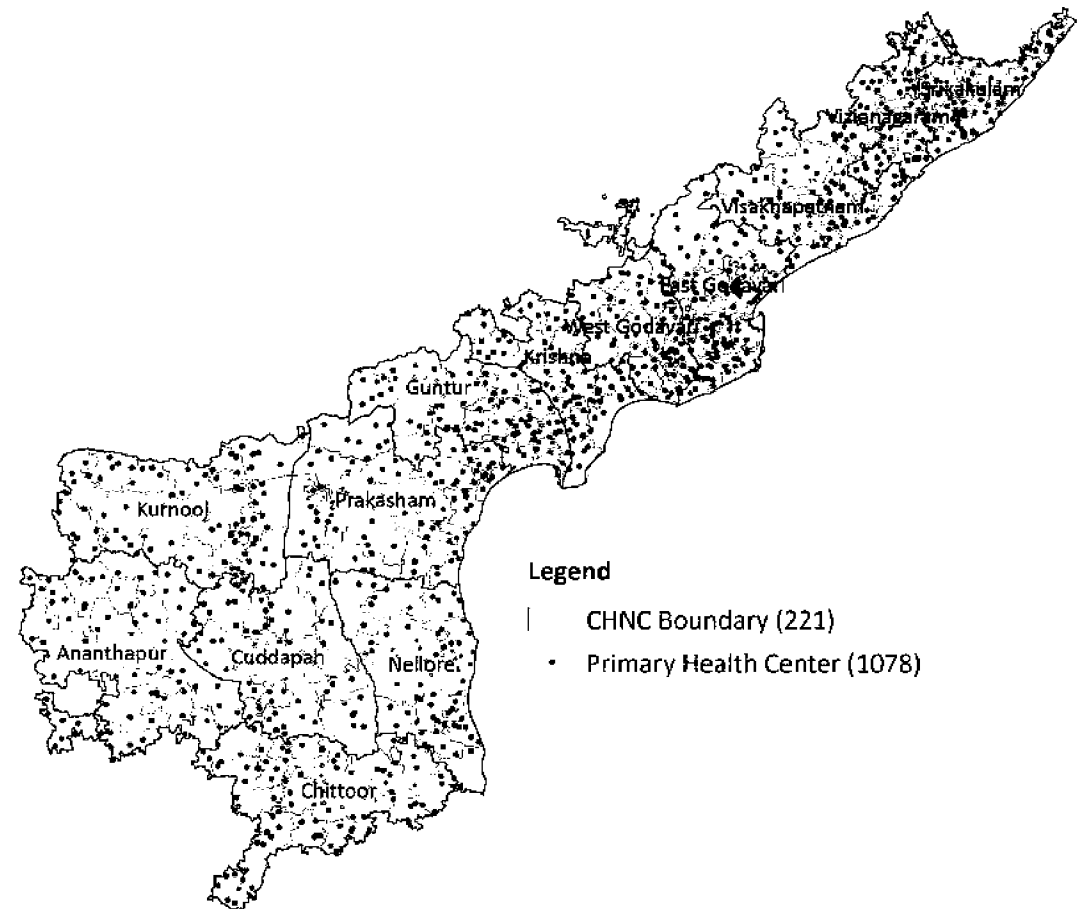 Srikakulam
Vizianagaram
Visakhapatnam
East Godavari
West Godavari
Krishna
Guntur
Prakasham
Kurnool
Legend
CHNC Boundary (221)
Ananthapur
Cuddapah
Nellore
Primary Health Center (1078)
Chittoor